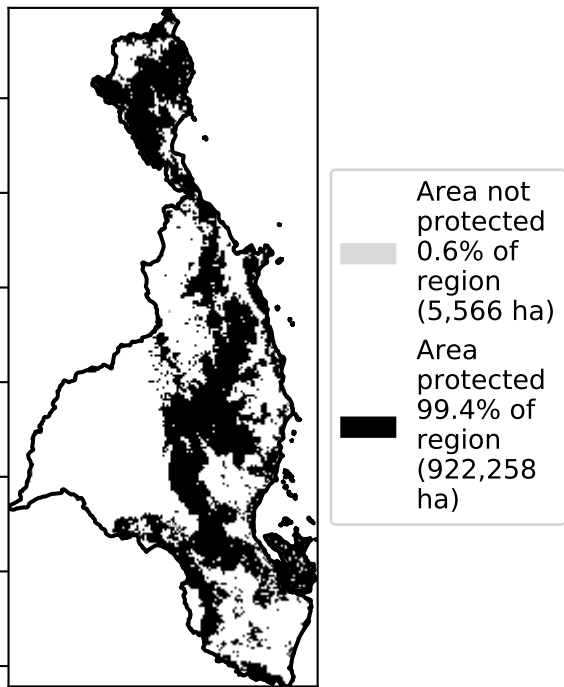 Area not
protected
0.6% of
region
(5,566 ha)
Area
protected
99.4% of
region
(922,258
ha)